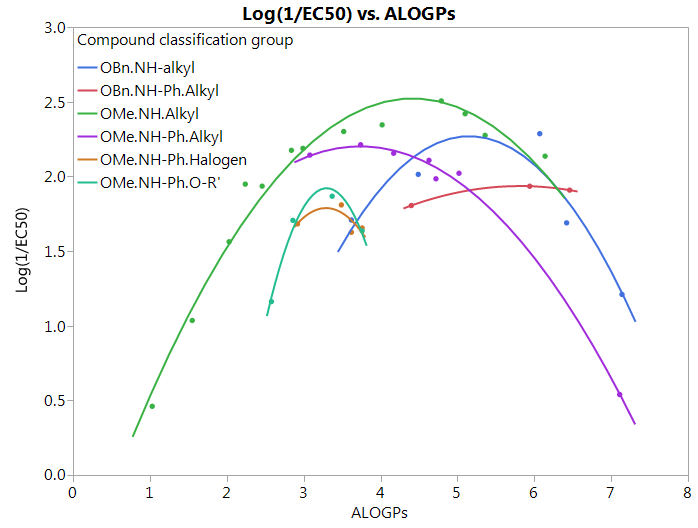 Log(1/EC50) vs. ALOGPs
3.0
2.5
2.0
1.5
1.0
0.5
0.0
Log(1/EC50)
Compound classification group
OBn.NH-alkyl
OBn.NH-Ph.Alkyl
OMe.NH.Alkyl
OMe.NH-Ph.Alkyl
OMe.NH-Ph.Halogen
OMe.NH-Ph.O-R'
0 1 2 3 4 5 6 7 8
ALOGPs